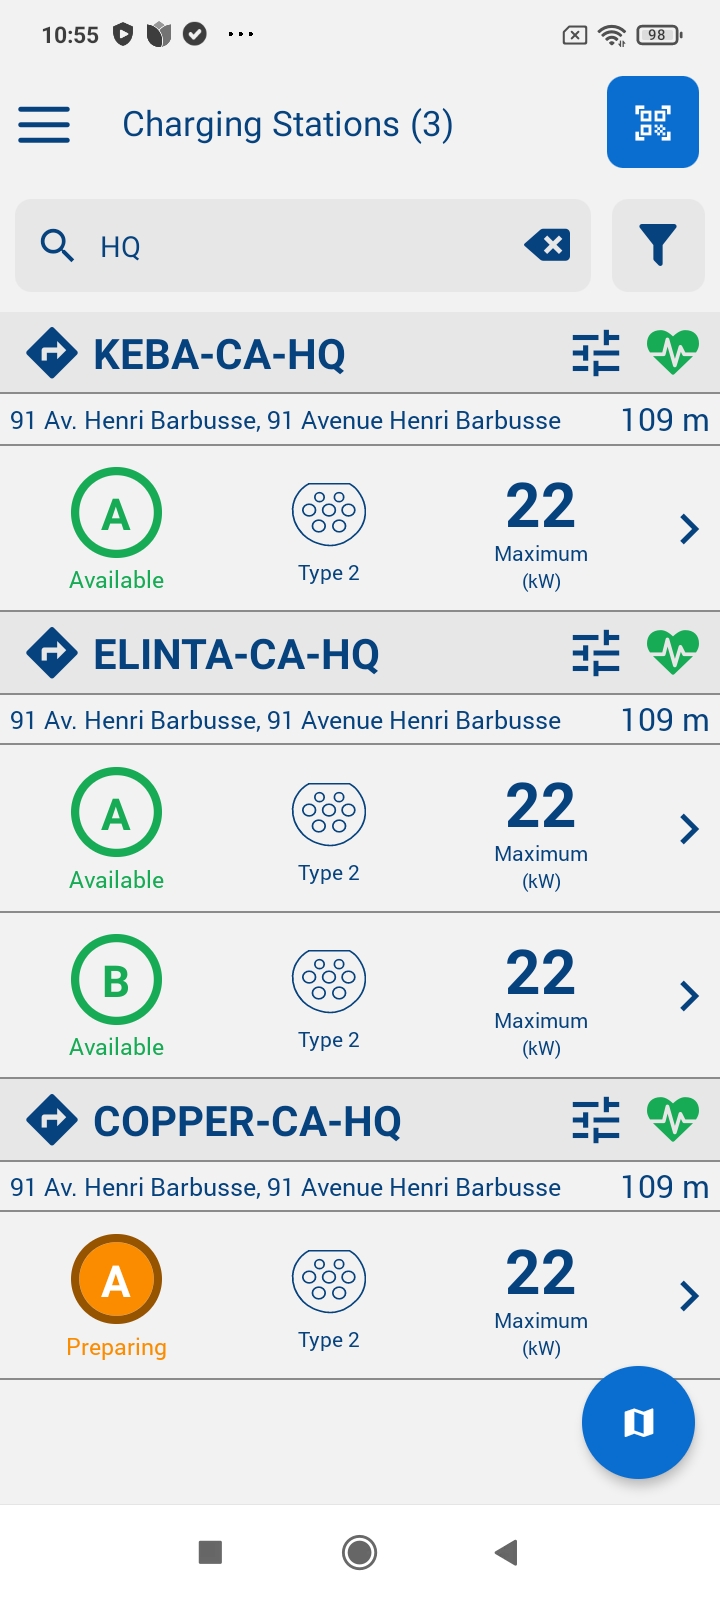 10:55
98
Charging Stations (3)
HQ
KEBA-CA-HQ
91 Av. Henri Barbusse, 91 Avenue Henri Barbusse 109 m
A
Available
Type 2
22
Maximum
(kW)
ELINTA-CA-HQ
91 Av. Henri Barbusse, 91 Avenue Henri Barbusse 109 m
A
Available
Type 2
22
Maximum
(kW)
B
Available
Type 2
22
Maximum
(kW)
COPPER-CA-HQ
91 Av. Henri Barbusse, 91 Avenue Henri Barbusse 109 m
A
Preparing
Type 2
22
Maximum
(kW)